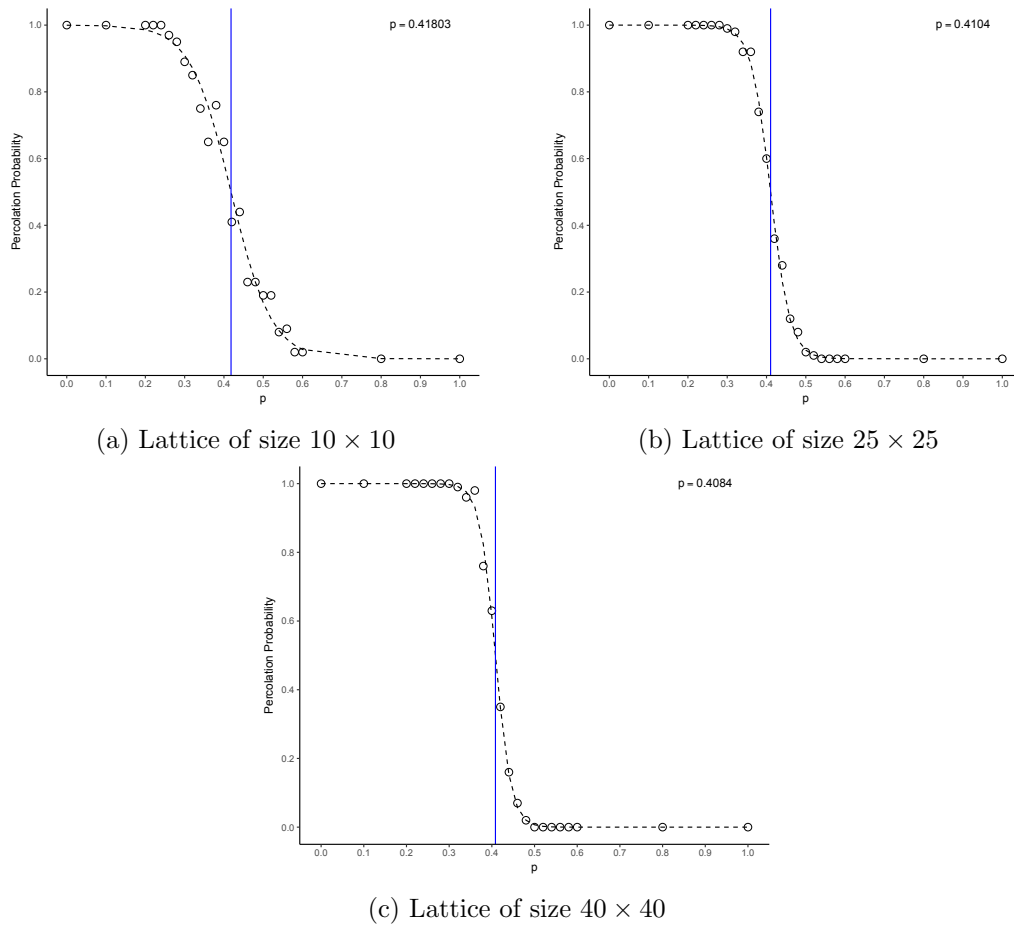 p = 0.41803
Percolation Probability
1.0
0.8
0.6
0.4
0.2
0.0
0.0 0.1 0.2 0.3 0.4 0.5 0.6 0.7 0.8 0.9 1.0
p
(a) Lattice of size 10 × 10
p = 0.4104
Percolation Probability
1.0
0.8
0.6
0.4
0.2
0.0
0.0 0.1 0.2 0.3 0.4 0.5 0.6 0.7 0.8 0.9 1.0
p
(b) Lattice of size 25 × 25
p = 0.4084
Percolation Probability
1.0
0.8
0.6
0.4
0.2
0.0
0.0 0.1 0.2 0.3 0.4 0.5 0.6 0.7 0.8 0.9 1.0
p
(c) Lattice of size 40 × 40